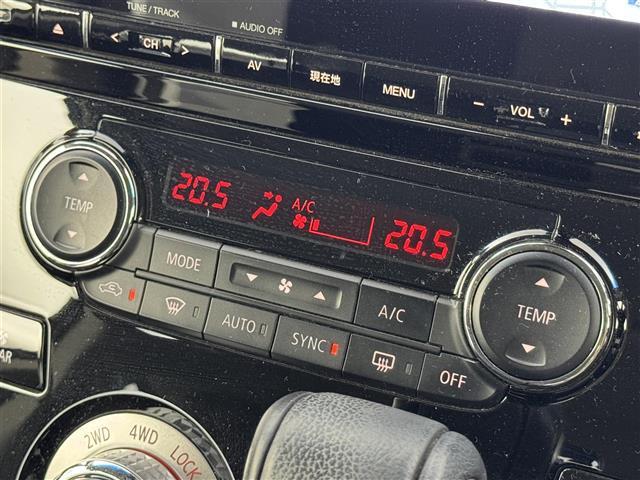 TUNE / TRACK
■ AUDIO OFF
< CH >
AV
現在地
MENU
− VOL +
20.5
A/C
20.5
TEMP
TEMP
MODE
A/C
AUTO
SYNC
OFF
AR
2WD
4WD
LOCK